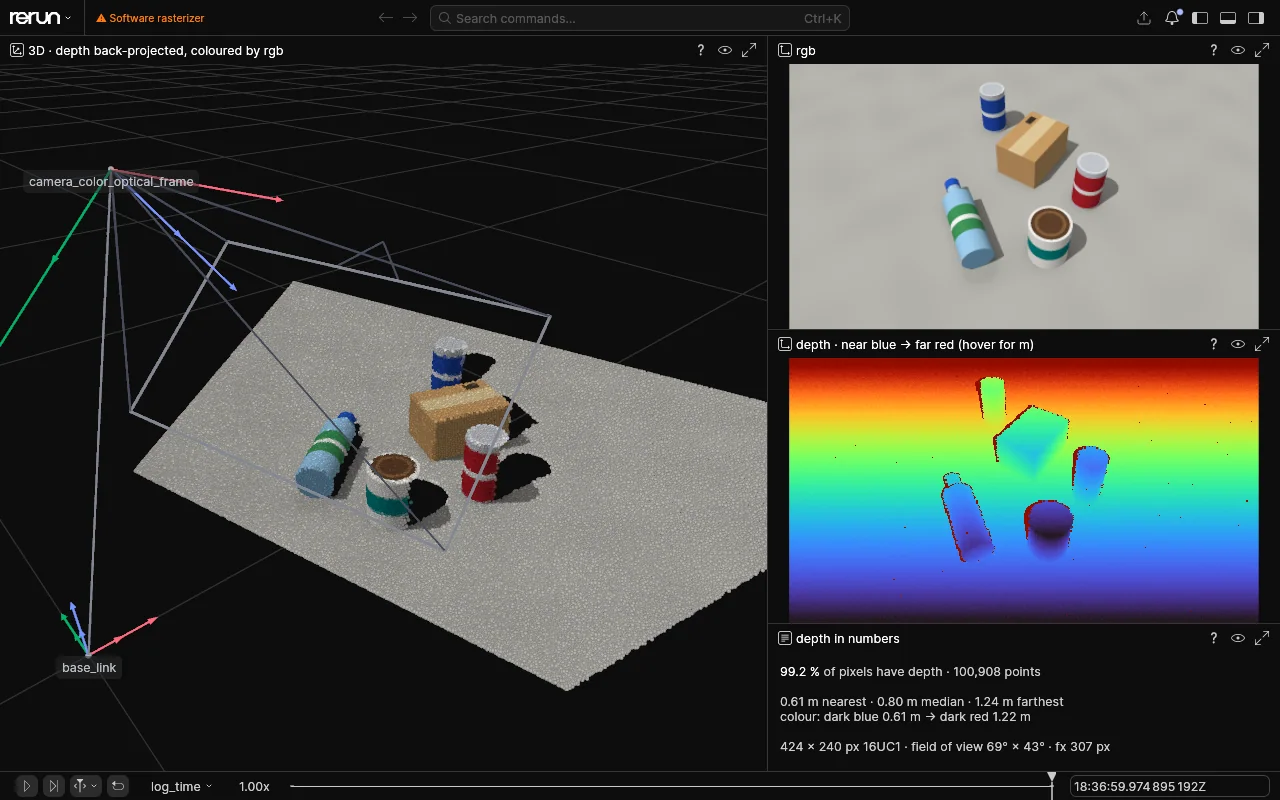 rerun
Software rasterizer
Search commands...
Ctrl+K
3D · depth back-projected, coloured by rgb
?
camera_color_optical_frame
base_link
rgb
?
depth · near blue → far red (hover for m)
?
depth in numbers
?
99.2 % of pixels have depth · 100,908 points
0.61 m nearest · 0.80 m median · 1.24 m farthest
colour: dark blue 0.61 m → dark red 1.22 m
424 × 240 px 16UC1 · field of view 69° × 43° · fx 307 px
log_time
1.00x
18:36:59.974 895 192Z